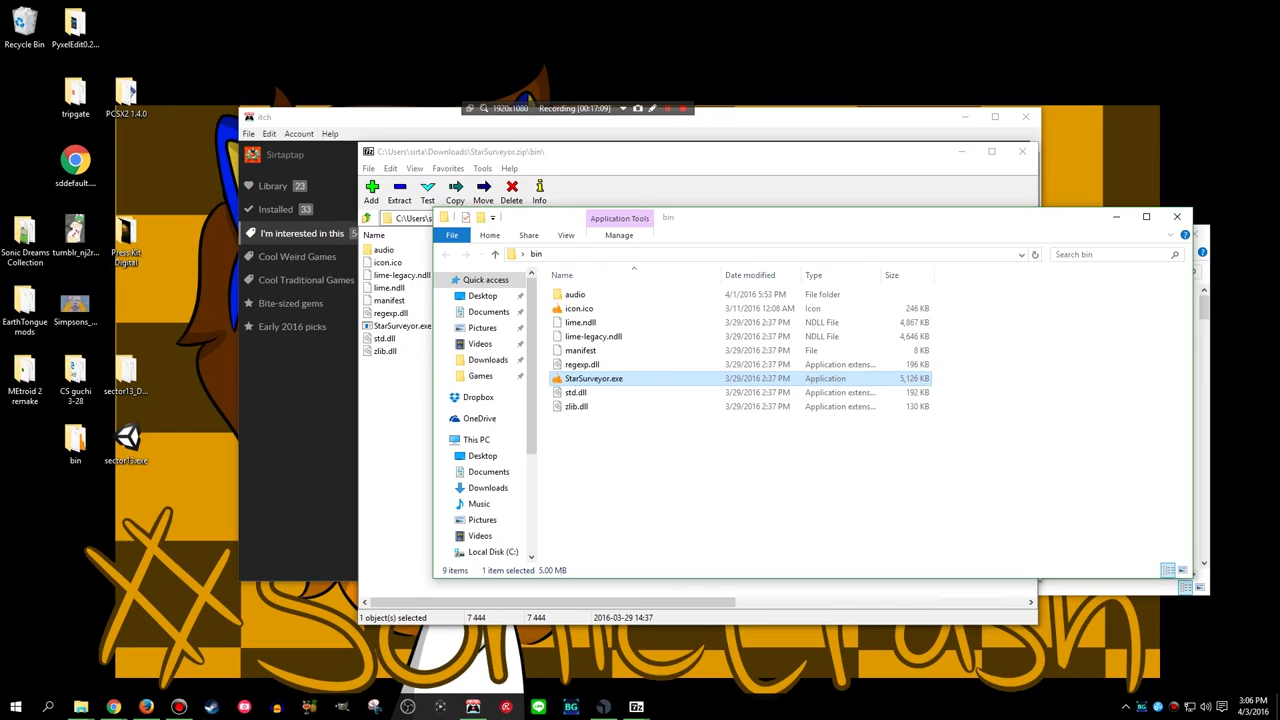 Recycle Bin
PyxelEdit0.2...
tripgate
PCSX2 1.4.0
sddefault....
Sonic Dreams
Collection
tumblr_nj2r...
Press Kit
Digital
EarthTongue
mods
Simpsons_...
MEtroid 2
remake
CS guchi
3-28
sector13_D...
bin
sector13.exe
1920x1080
Recording [00:17:09]
itch
File
Edit
Account
Help
Sirtaptap
Library 23
Installed 33
I'm interested in this 5
Cool Weird Games
Cool Traditional Games
Bite-sized gems
Early 2016 picks
7z
C:\Users\sirta\Downloads\StarSurveyor.zip\bin\
File
Edit
View
Favorites
Tools
Help
Add
Extract
Test
Copy
Move
Delete
Info
C:\Users\s
Name
audio
icon.ico
lime-legacy.ndll
lime.ndll
manifest
regexp.dll
StarSurveyor.exe
std.dll
zlib.dll
1 object(s) selected
7 444
7 444
2016-03-29 14:37
Application Tools
bin
File
Home
Share
View
Manage
bin
Search bin
Quick access
Desktop
Documents
Pictures
Videos
Downloads
Games
Dropbox
OneDrive
This PC
Desktop
Documents
Downloads
Music
Pictures
Videos
Local Disk (C:)
Name Date modified Type Size
audio 4/1/2016 5:53 PM File folder
icon.ico 3/11/2016 12:08 AM Icon 246 KB
lime.ndll 3/29/2016 2:37 PM NDLL File 4,867 KB
lime-legacy.ndll 3/29/2016 2:37 PM NDLL File 4,646 KB
manifest 3/29/2016 2:37 PM File 8 KB
regexp.dll 3/29/2016 2:37 PM Application extens... 196 KB
StarSurveyor.exe 3/29/2016 2:37 PM Application 5,126 KB
std.dll 3/29/2016 2:37 PM Application extens... 192 KB
zlib.dll 3/29/2016 2:37 PM Application extens... 130 KB
9 items
1 item selected 5.00 MB
#SonicCrash
BG
7z
BG
3:06 PM
4/3/2016